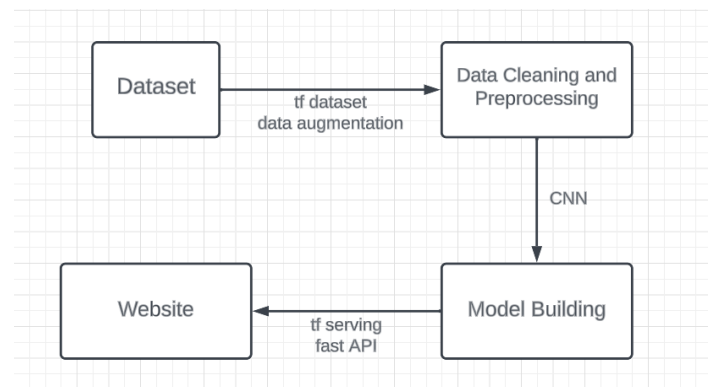 Dataset
tf dataset
data augmentation
Data Cleaning and
Preprocessing
CNN
Model Building
tf serving
fast API
Website